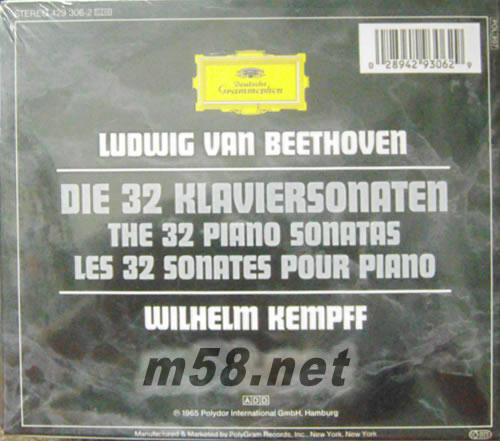 STEREO 429 306-2
0 28942 93062 9
Deutsche
Grammophon
LUDWIG VAN BEETHOVEN
DIE 32 KLAVIERSONATEN
THE 32 PIANO SONATAS
LES 32 SONATES POUR PIANO
WILHELM KEMPFF
m58.net
ADD
℗ 1965 Polydor International GmbH, Hamburg
Manufactured & Marketed by PolyGram Records, Inc., New York, New York